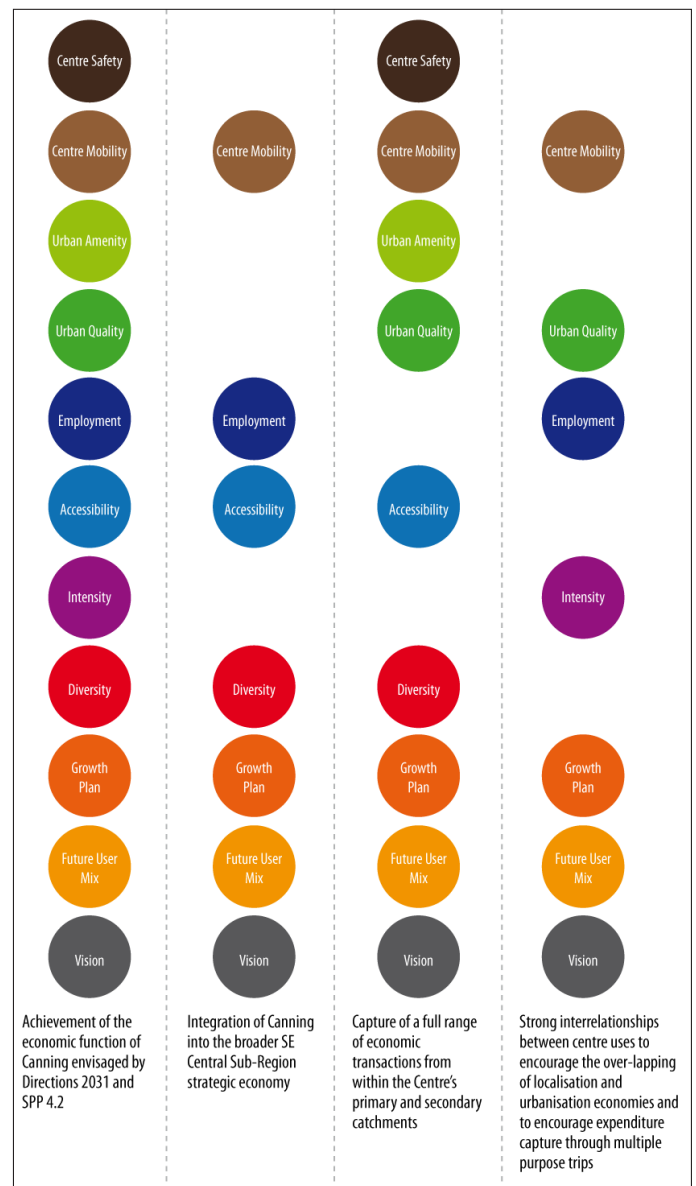 Centre Safety
Centre Mobility
Urban Amenity
Urban Quality
Employment
Accessibility
Intensity
Diversity
Growth
Plan
Future User
Mix
Vision
Achievement of the
economic function of
Canning envisaged by
Directions 2031 and
SPP 4.2
Centre Mobility
Employment
Accessibility
Diversity
Growth
Plan
Future User
Mix
Vision
Integration of Canning
into the broader SE
Central Sub-Region
strategic economy
Centre Safety
Centre Mobility
Urban Amenity
Urban Quality
Accessibility
Diversity
Growth
Plan
Future User
Mix
Vision
Capture of a full range
of economic
transactions from
within the Centre's
primary and secondary
catchments
Centre Mobility
Urban Quality
Employment
Intensity
Growth
Plan
Future User
Mix
Vision
Strong interrelationships
between centre uses to
encourage the over-lapping
of localisation and
urbanisation economies and
to encourage expenditure
capture through multiple
purpose trips